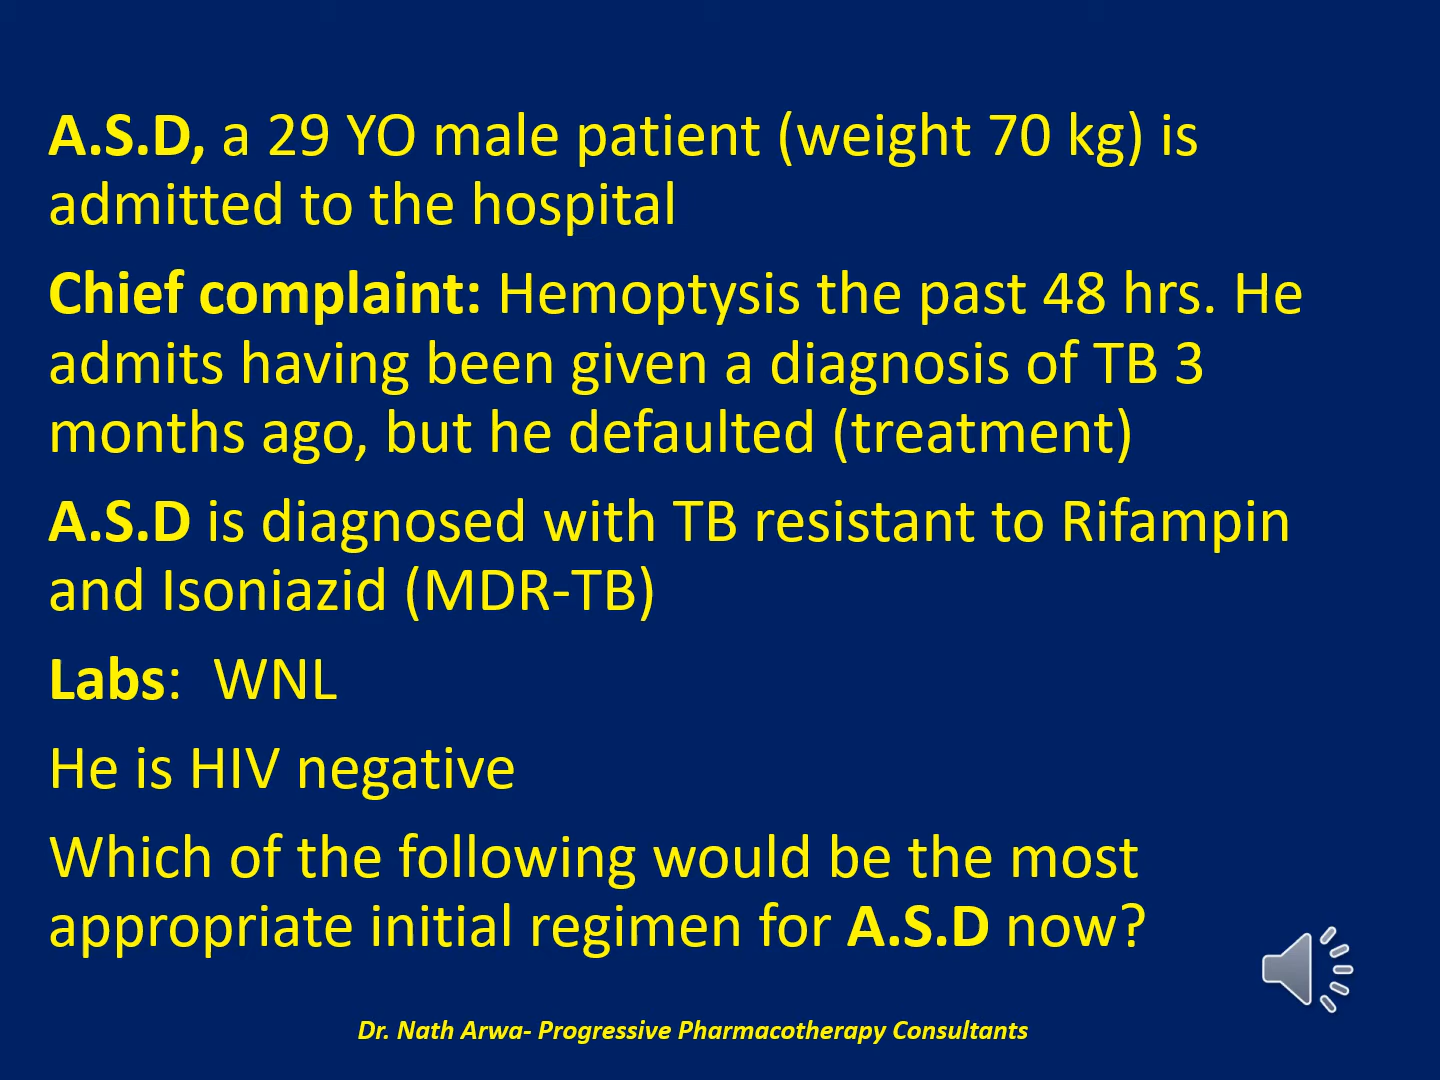 A.S.D, a 29 YO male patient (weight 70 kg) is
admitted to the hospital
Chief complaint: Hemoptysis the past 48 hrs. He
admits having been given a diagnosis of TB 3
months ago, but he defaulted (treatment)
A.S.D is diagnosed with TB resistant to Rifampin
and Isoniazid (MDR-TB)
Labs:  WNL
He is HIV negative
Which of the following would be the most
appropriate initial regimen for A.S.D now?
Dr. Nath Arwa- Progressive Pharmacotherapy Consultants